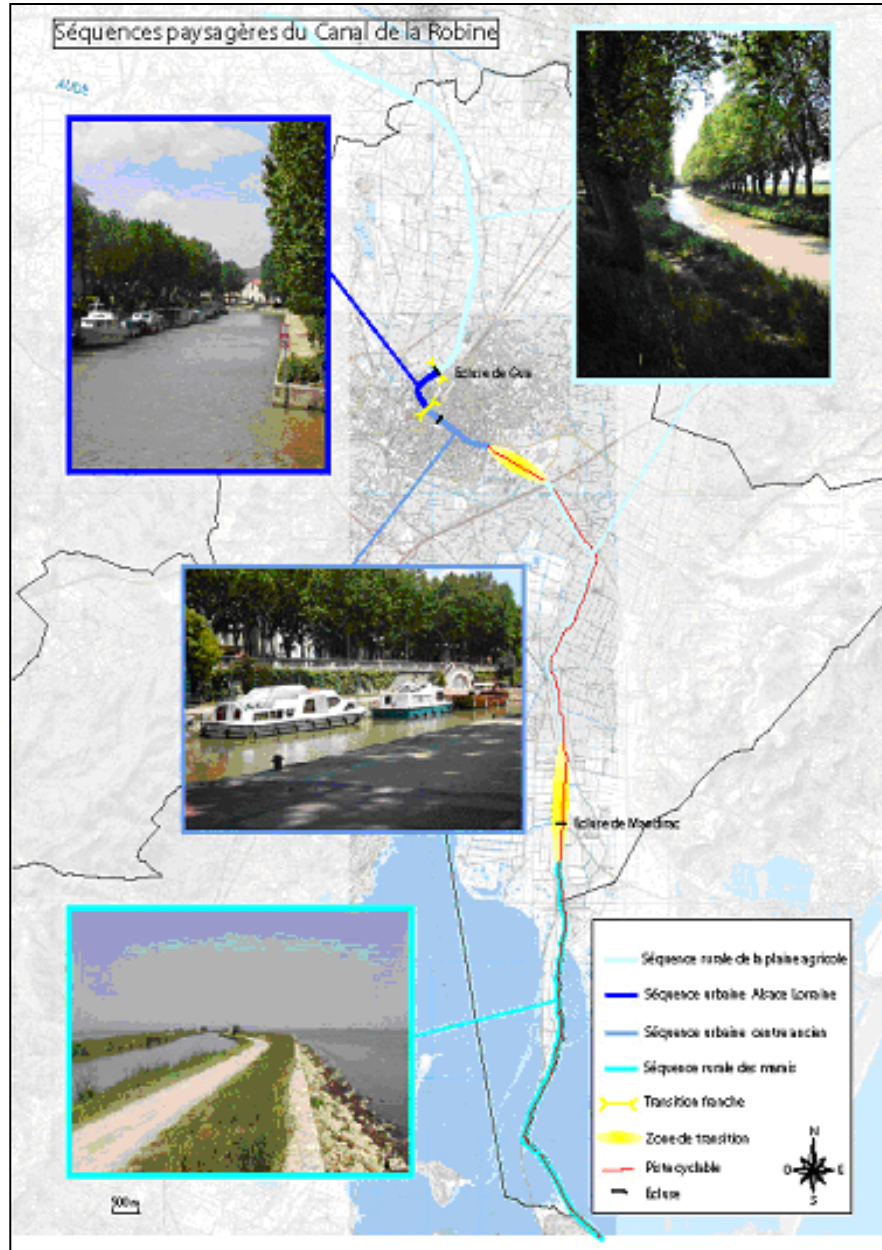 Séquences paysagères du Canal de la Robine
AUDE
Ecluse de Gua
Ecluse de Mandirac
Séquence rurale de la plaine agricole
Séquence urbaine Alsace Lorraine
Séquence urbaine centre ancien
Séquence rurale des marais
Transition franche
Zone de transition
Piste cyclable
Ecluse
N
O E
S
500 m